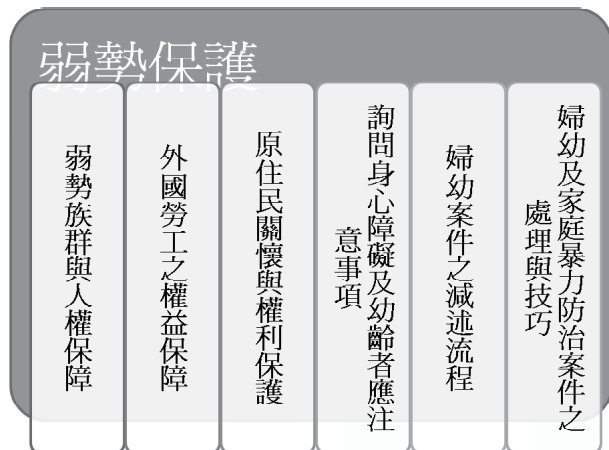 弱勢保護
弱勢族群與人權保障
外國勞工之權益保障
原住民關懷與權利保護
詢問身心障礙及幼齡者應注
意事項
婦幼案件之減述流程
婦幼及家庭暴力防治案件之
處理與技巧